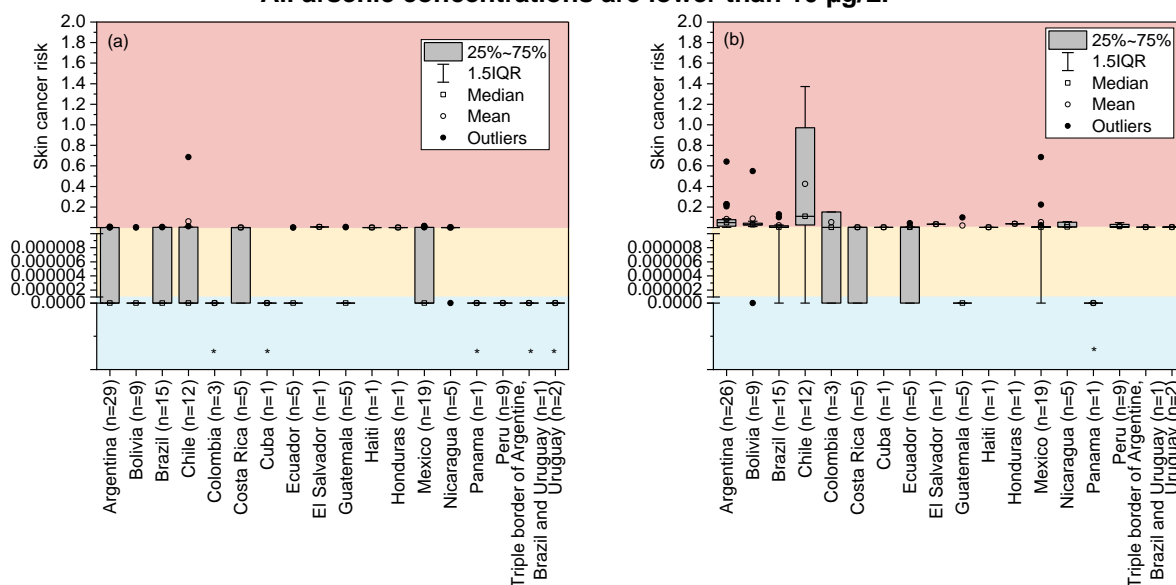 All arsenic concentrations are lower than 10 µg/L.
2.0
1.8
1.6
1.4
1.2
1.0
0.8
0.6
0.4
0.2
0.000008
0.000006
0.000004
0.000002
0.0000
Skin cancer risk
(a)
25%~75%
1.5IQR
Median
Mean
Outliers
* * * * *
Argentina (n=29)
Bolivia (n=9)
Brazil (n=15)
Chile (n=12)
Colombia (n=3)
Costa Rica (n=5)
Cuba (n=1)
Ecuador (n=5)
El Salvador (n=1)
Guatemala (n=5)
Haiti (n=1)
Honduras (n=1)
Mexico (n=19)
Nicaragua (n=5)
Panama (n=1)
Peru (n=9)
Triple border of Argentine,
Brazil and Uruguay (n=1)
Uruguay (n=2)
2.0
1.8
1.6
1.4
1.2
1.0
0.8
0.6
0.4
0.2
0.000008
0.000006
0.000004
0.000002
0.0000
Skin cancer risk
(b)
25%~75%
1.5IQR
Median
Mean
Outliers
*
Argentina (n=26)
Bolivia (n=9)
Brazil (n=15)
Chile (n=12)
Colombia (n=3)
Costa Rica (n=5)
Cuba (n=1)
Ecuador (n=5)
El Salvador (n=1)
Guatemala (n=5)
Haiti (n=1)
Honduras (n=1)
Mexico (n=19)
Nicaragua (n=5)
Panama (n=1)
Peru (n=9)
Triple border of Argentine,
Brazil and Uruguay (n=1)
Uruguay (n=2)